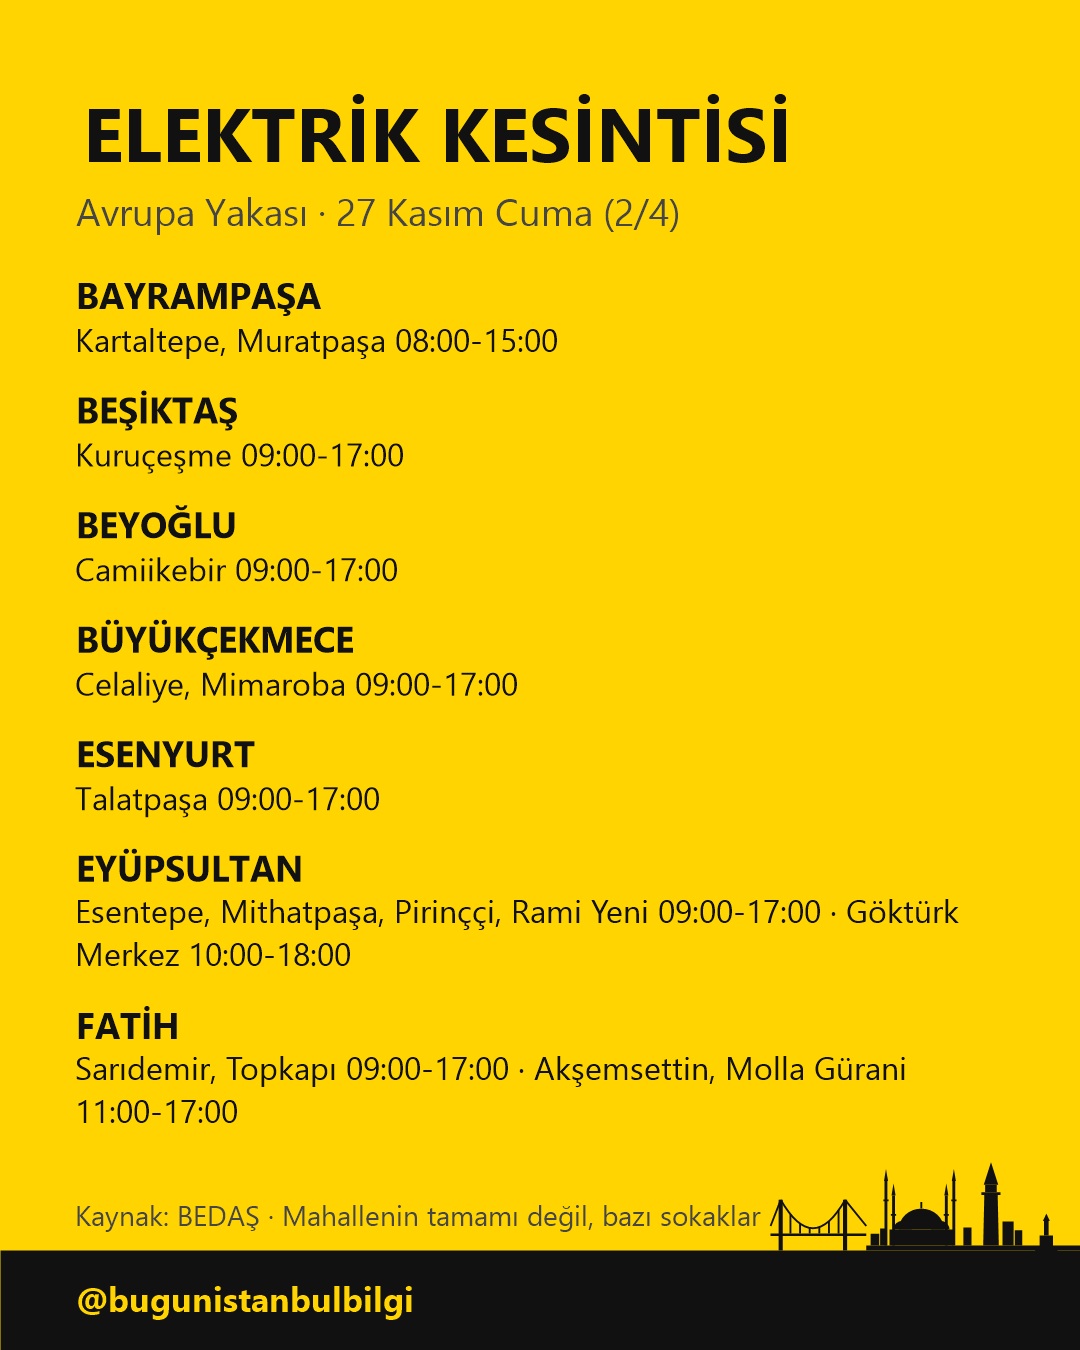 ELEKTRİK KESİNTİSİ
Avrupa Yakası · 27 Kasım Cuma (2/4)
BAYRAMPAŞA
Kartaltepe, Muratpaşa 08:00-15:00
BEŞİKTAŞ
Kuruçeşme 09:00-17:00
BEYOĞLU
Camiikebir 09:00-17:00
BÜYÜKÇEKMECE
Celaliye, Mimaroba 09:00-17:00
ESENYURT
Talatpaşa 09:00-17:00
EYÜPSULTAN
Esentepe, Mithatpaşa, Pirinççi, Rami Yeni 09:00-17:00 · Göktürk
Merkez 10:00-18:00
FATİH
Sarıdemir, Topkapı 09:00-17:00 · Akşemsettin, Molla Gürani
11:00-17:00
Kaynak: BEDAŞ · Mahallenin tamamı değil, bazı sokaklar
@bugunistanbulbilgi